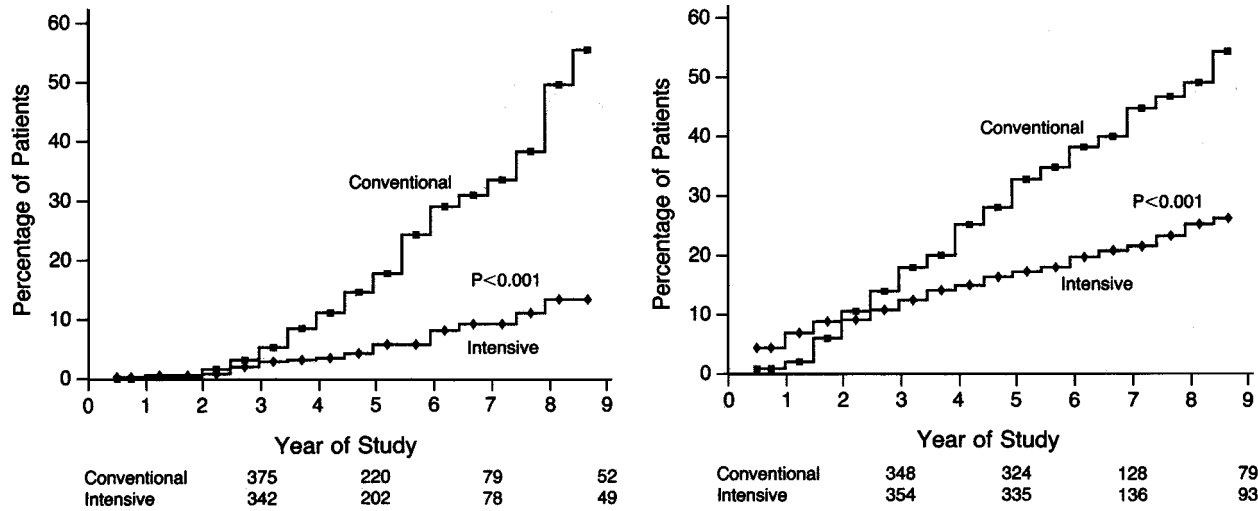 60
50
40
30
20
10
0
Percentage of Patients
Conventional
P<0.001
Intensive
0 1 2 3 4 5 6 7 8 9
Year of Study
Conventional 375 220 79 52
Intensive 342 202 78 49
60
50
40
30
20
10
0
Percentage of Patients
Conventional
P<0.001
Intensive
0 1 2 3 4 5 6 7 8 9
Year of Study
Conventional 348 324 128 79
Intensive 354 335 136 93